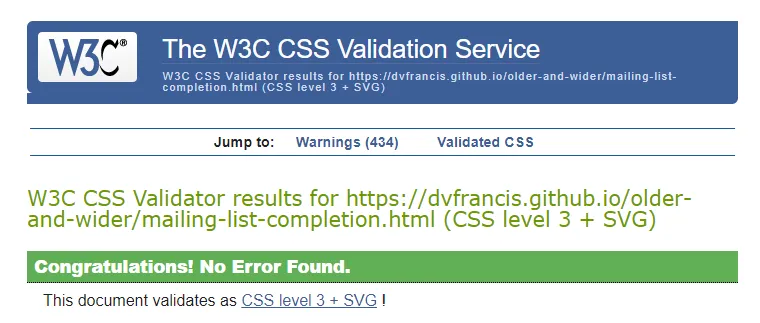 W3C®
The W3C CSS Validation Service
W3C CSS Validator results for https://dvfrancis.github.io/older-and-wider/mailing-list-
completion.html (CSS level 3 + SVG)
Jump to: Warnings (434) Validated CSS
W3C CSS Validator results for https://dvfrancis.github.io/older-
and-wider/mailing-list-completion.html (CSS level 3 + SVG)
Congratulations! No Error Found.
This document validates as CSS level 3 + SVG !